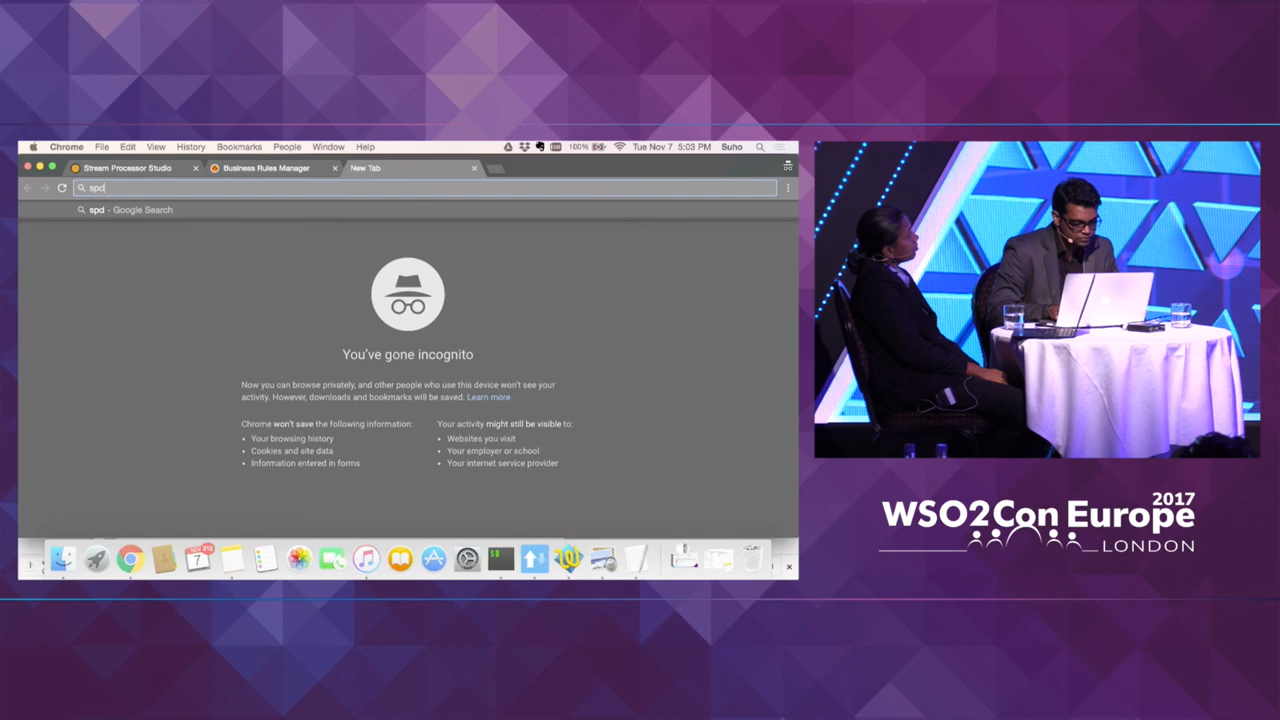 Chrome File Edit View History Bookmarks People Window Help 100% Tue Nov 7 5:03 PM Suho
Stream Processor Studio Business Rules Manager New Tab
spd
spd - Google Search
You've gone incognito
Now you can browse privately, and other people who use this device won't see your
activity. However, downloads and bookmarks will be saved. Learn more
Chrome won't save the following information:
• Your browsing history
• Cookies and site data
• Information entered in forms
Your activity might still be visible to:
• Websites you visit
• Your employer or school
• Your internet service provider
7
WSO2Con Europe
2017
LONDON